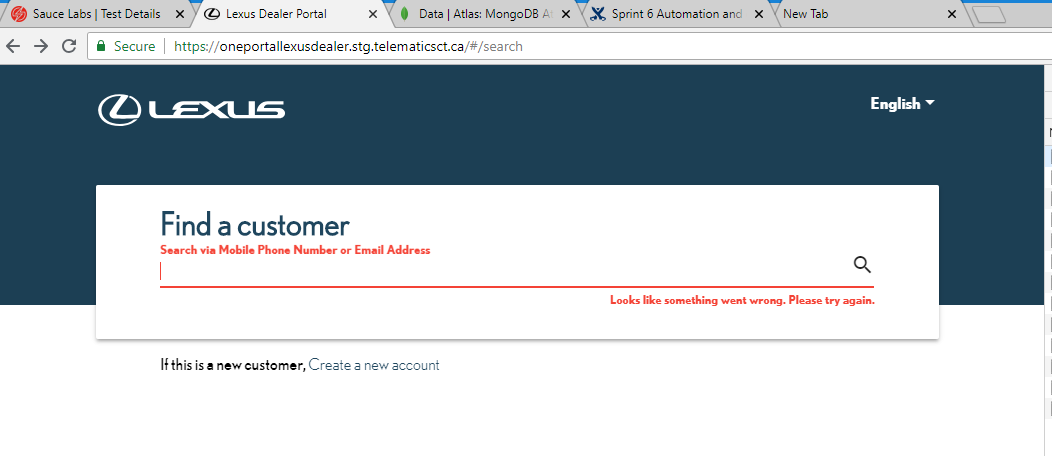 Sauce Labs | Test Details
Lexus Dealer Portal
Data | Atlas: MongoDB At
Sprint 6 Automation and
New Tab
Secure
https://oneportallexusdealer.stg.telematicsct.ca/#/search
LEXUS
English
Find a customer
Search via Mobile Phone Number or Email Address
Looks like something went wrong. Please try again.
If this is a new customer, Create a new account